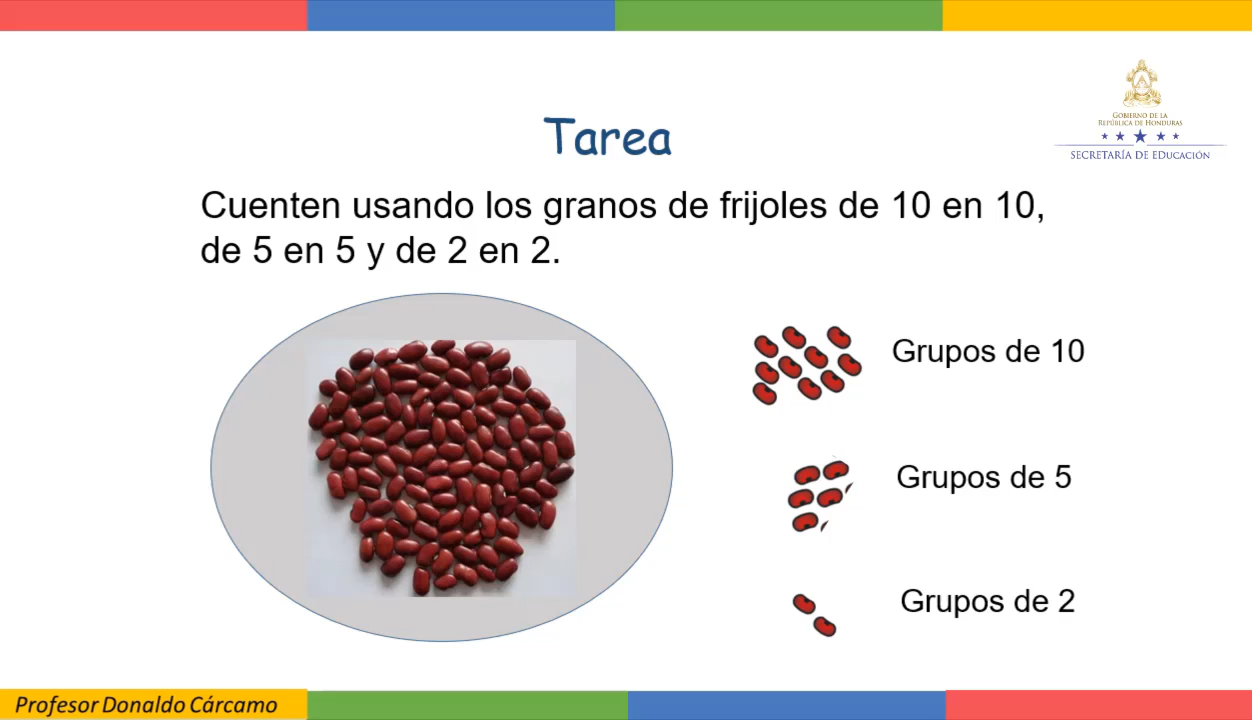 GOBIERNO DE LA
REPÚBLICA DE HONDURAS
SECRETARÍA DE EDUCACIÓN
Tarea
Cuenten usando los granos de frijoles de 10 en 10,
de 5 en 5 y de 2 en 2.
Grupos de 10
Grupos de 5
Grupos de 2
Profesor Donaldo Cárcamo